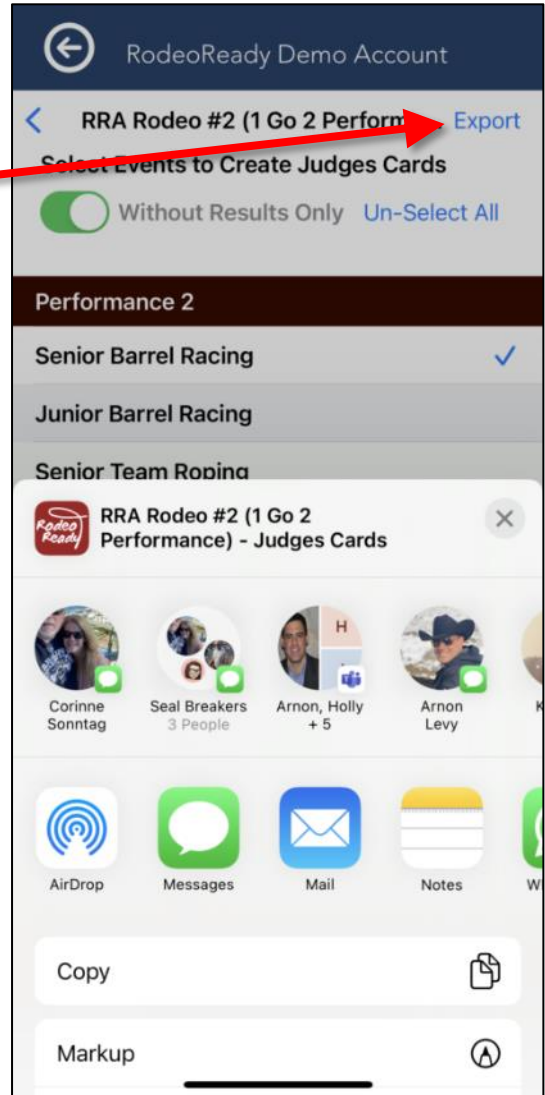 RodeoReady Demo Account
RRA Rodeo #2 (1 Go 2 Perform Export
Select Events to Create Judges Cards
Without Results Only Un-Select All
Performance 2
Senior Barrel Racing
Junior Barrel Racing
Senior Team Roping
Rodeo
Ready
RRA Rodeo #2 (1 Go 2
Performance) - Judges Cards
H
Corinne
Sonntag
Seal Breakers
3 People
Arnon, Holly
+ 5
Arnon
Levy
K
AirDrop
Messages
Mail
Notes
W
Copy
Markup